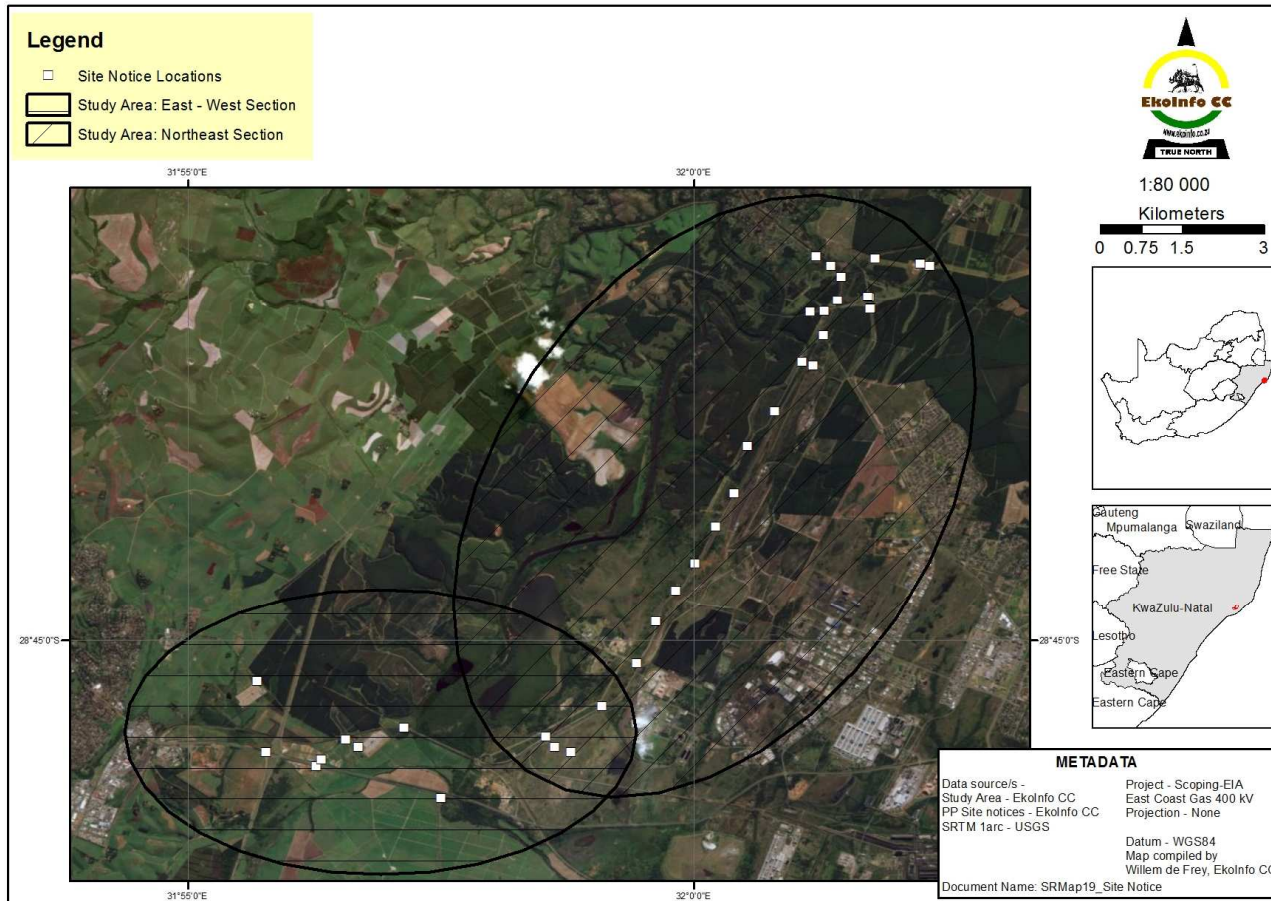 Legend
Site Notice Locations
Study Area: East - West Section
Study Area: Northeast Section
EkoInfo CC
www.ekoinfo.co.za
TRUE NORTH
1:80 000
Kilometers
0 0.75 1.5 3
31°55'0"E 32°0'0"E
28°45'0"S 28°45'0"S
31°55'0"E 32°0'0"E
Gauteng
Mpumalanga Swaziland
Free State
KwaZulu-Natal
Lesotho
Eastern Cape
Eastern Cape
METADATA
Data source/s -
Study Area - EkoInfo CC
PP Site notices - EkoInfo CC
SRTM 1arc - USGS
Project - Scoping-EIA
East Coast Gas 400 kV
Projection - None
Datum - WGS84
Map compiled by
Willem de Frey, EkoInfo CC
Document Name: SRMap19_Site Notice